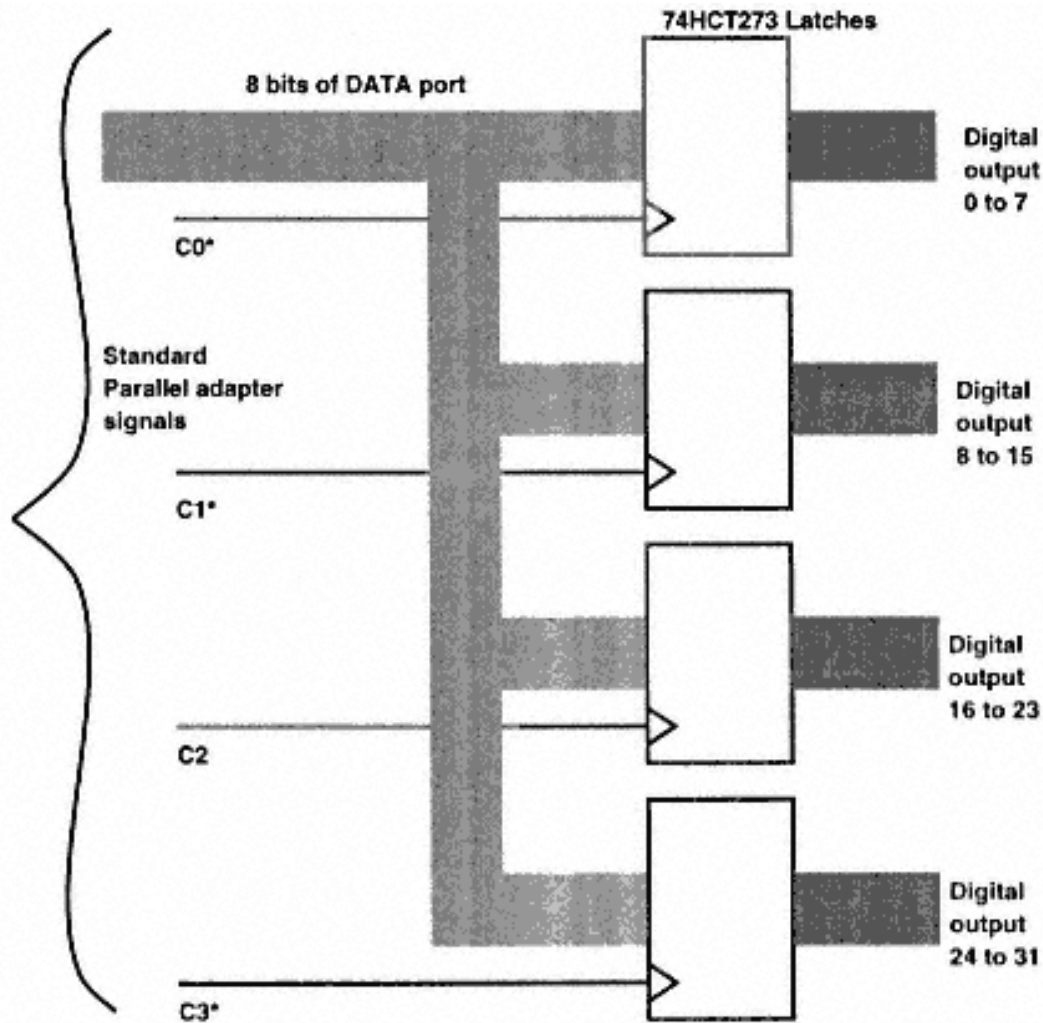 74HCT273 Latches
8 bits of DATA port
Digital
output
0 to 7
C0*
Standard
Parallel adapter
signals
Digital
output
8 to 15
C1*
Digital
output
16 to 23
C2
Digital
output
24 to 31
C3*